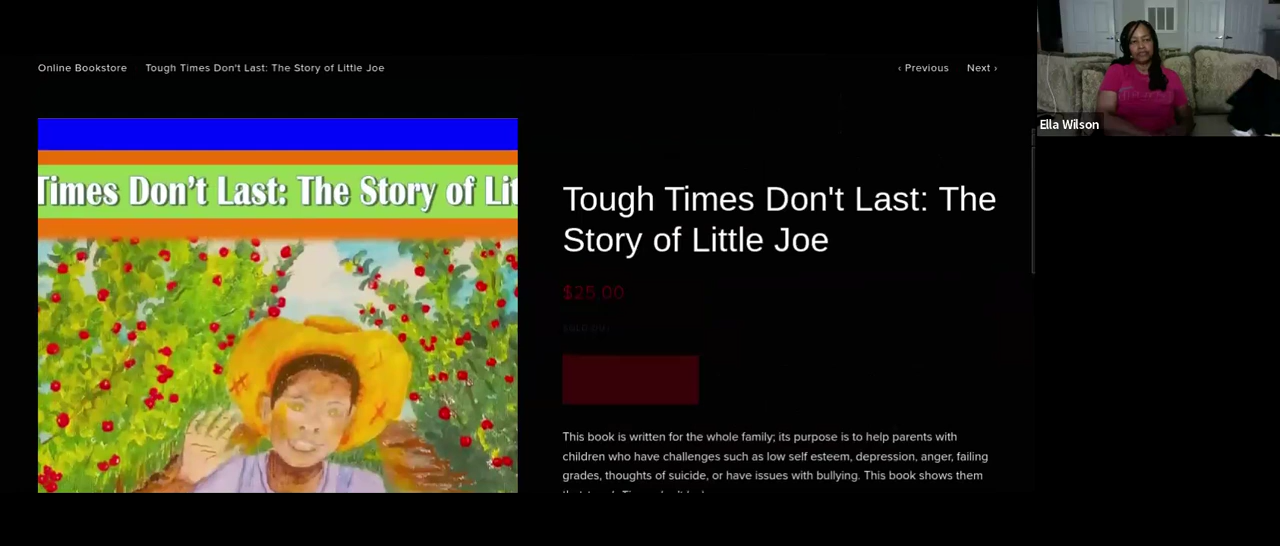 Online Bookstore Tough Times Don't Last: The Story of Little Joe
‹ Previous Next ›
Ella Wilson
Times Don't Last: The Story of Lit
Tough Times Don't Last: The
Story of Little Joe
$25.00
SOLD OUT
This book is written for the whole family; its purpose is to help parents with
children who have challenges such as low self esteem, depression, anger, failing
grades, thoughts of suicide, or have issues with bullying. This book shows them